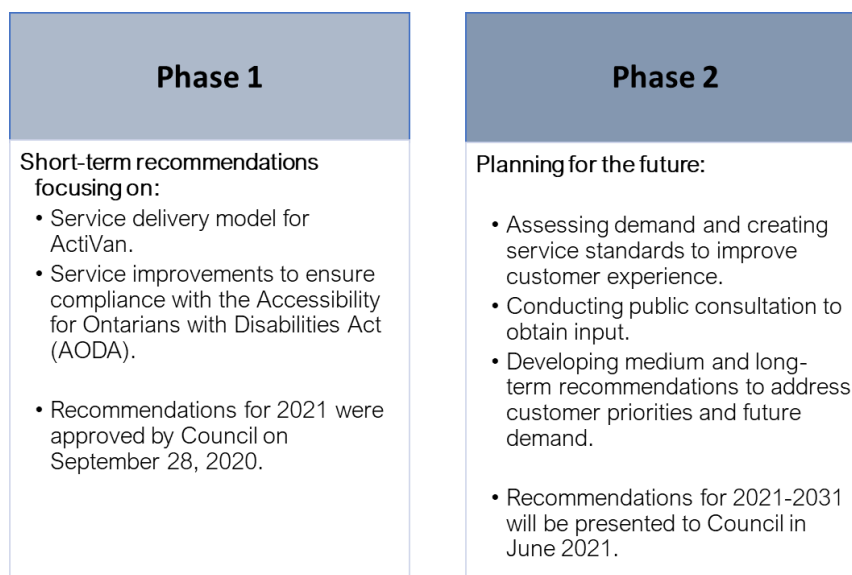 Phase 1
Short-term recommendations
focusing on:
• Service delivery model for
ActiVan.
• Service improvements to ensure
compliance with the Accessibility
for Ontarians with Disabilities Act
(AODA).
• Recommendations for 2021 were
approved by Council on
September 28, 2020.
Phase 2
Planning for the future:
• Assessing demand and creating
service standards to improve
customer experience.
• Conducting public consultation to
obtain input.
• Developing medium and long-
term recommendations to address
customer priorities and future
demand.
• Recommendations for 2021-2031
will be presented to Council in
June 2021.